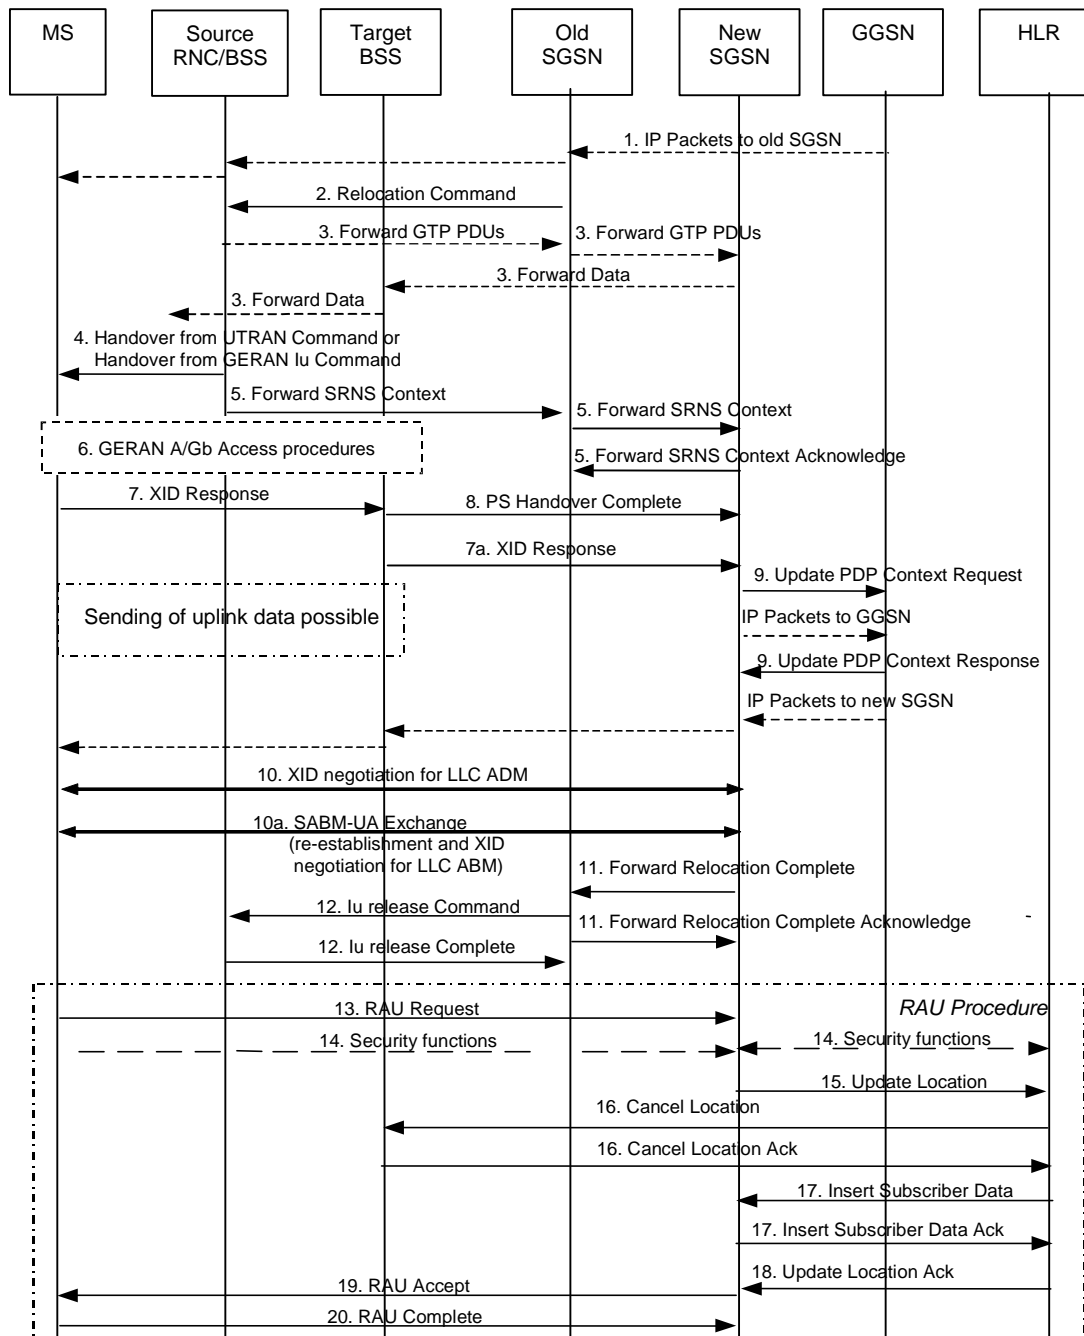 MS
Source
RNC/BSS
Target
BSS
Old
SGSN
New
SGSN
GGSN
HLR
1. IP Packets to old SGSN
2. Relocation Command
3. Forward GTP PDUs
3. Forward GTP PDUs
3. Forward Data
3. Forward Data
4. Handover from UTRAN Command or
Handover from GERAN Iu Command
5. Forward SRNS Context
5. Forward SRNS Context
6. GERAN A/Gb Access procedures
5. Forward SRNS Context Acknowledge
7. XID Response
8. PS Handover Complete
7a. XID Response
9. Update PDP Context Request
Sending of uplink data possible
IP Packets to GGSN
9. Update PDP Context Response
IP Packets to new SGSN
10. XID negotiation for LLC ADM
10a. SABM-UA Exchange
(re-establishment and XID
negotiation for LLC ABM)
11. Forward Relocation Complete
12. Iu release Command
11. Forward Relocation Complete Acknowledge
12. Iu release Complete
RAU Procedure
13. RAU Request
14. Security functions
14. Security functions
15. Update Location
16. Cancel Location
16. Cancel Location Ack
17. Insert Subscriber Data
17. Insert Subscriber Data Ack
18. Update Location Ack
19. RAU Accept
20. RAU Complete